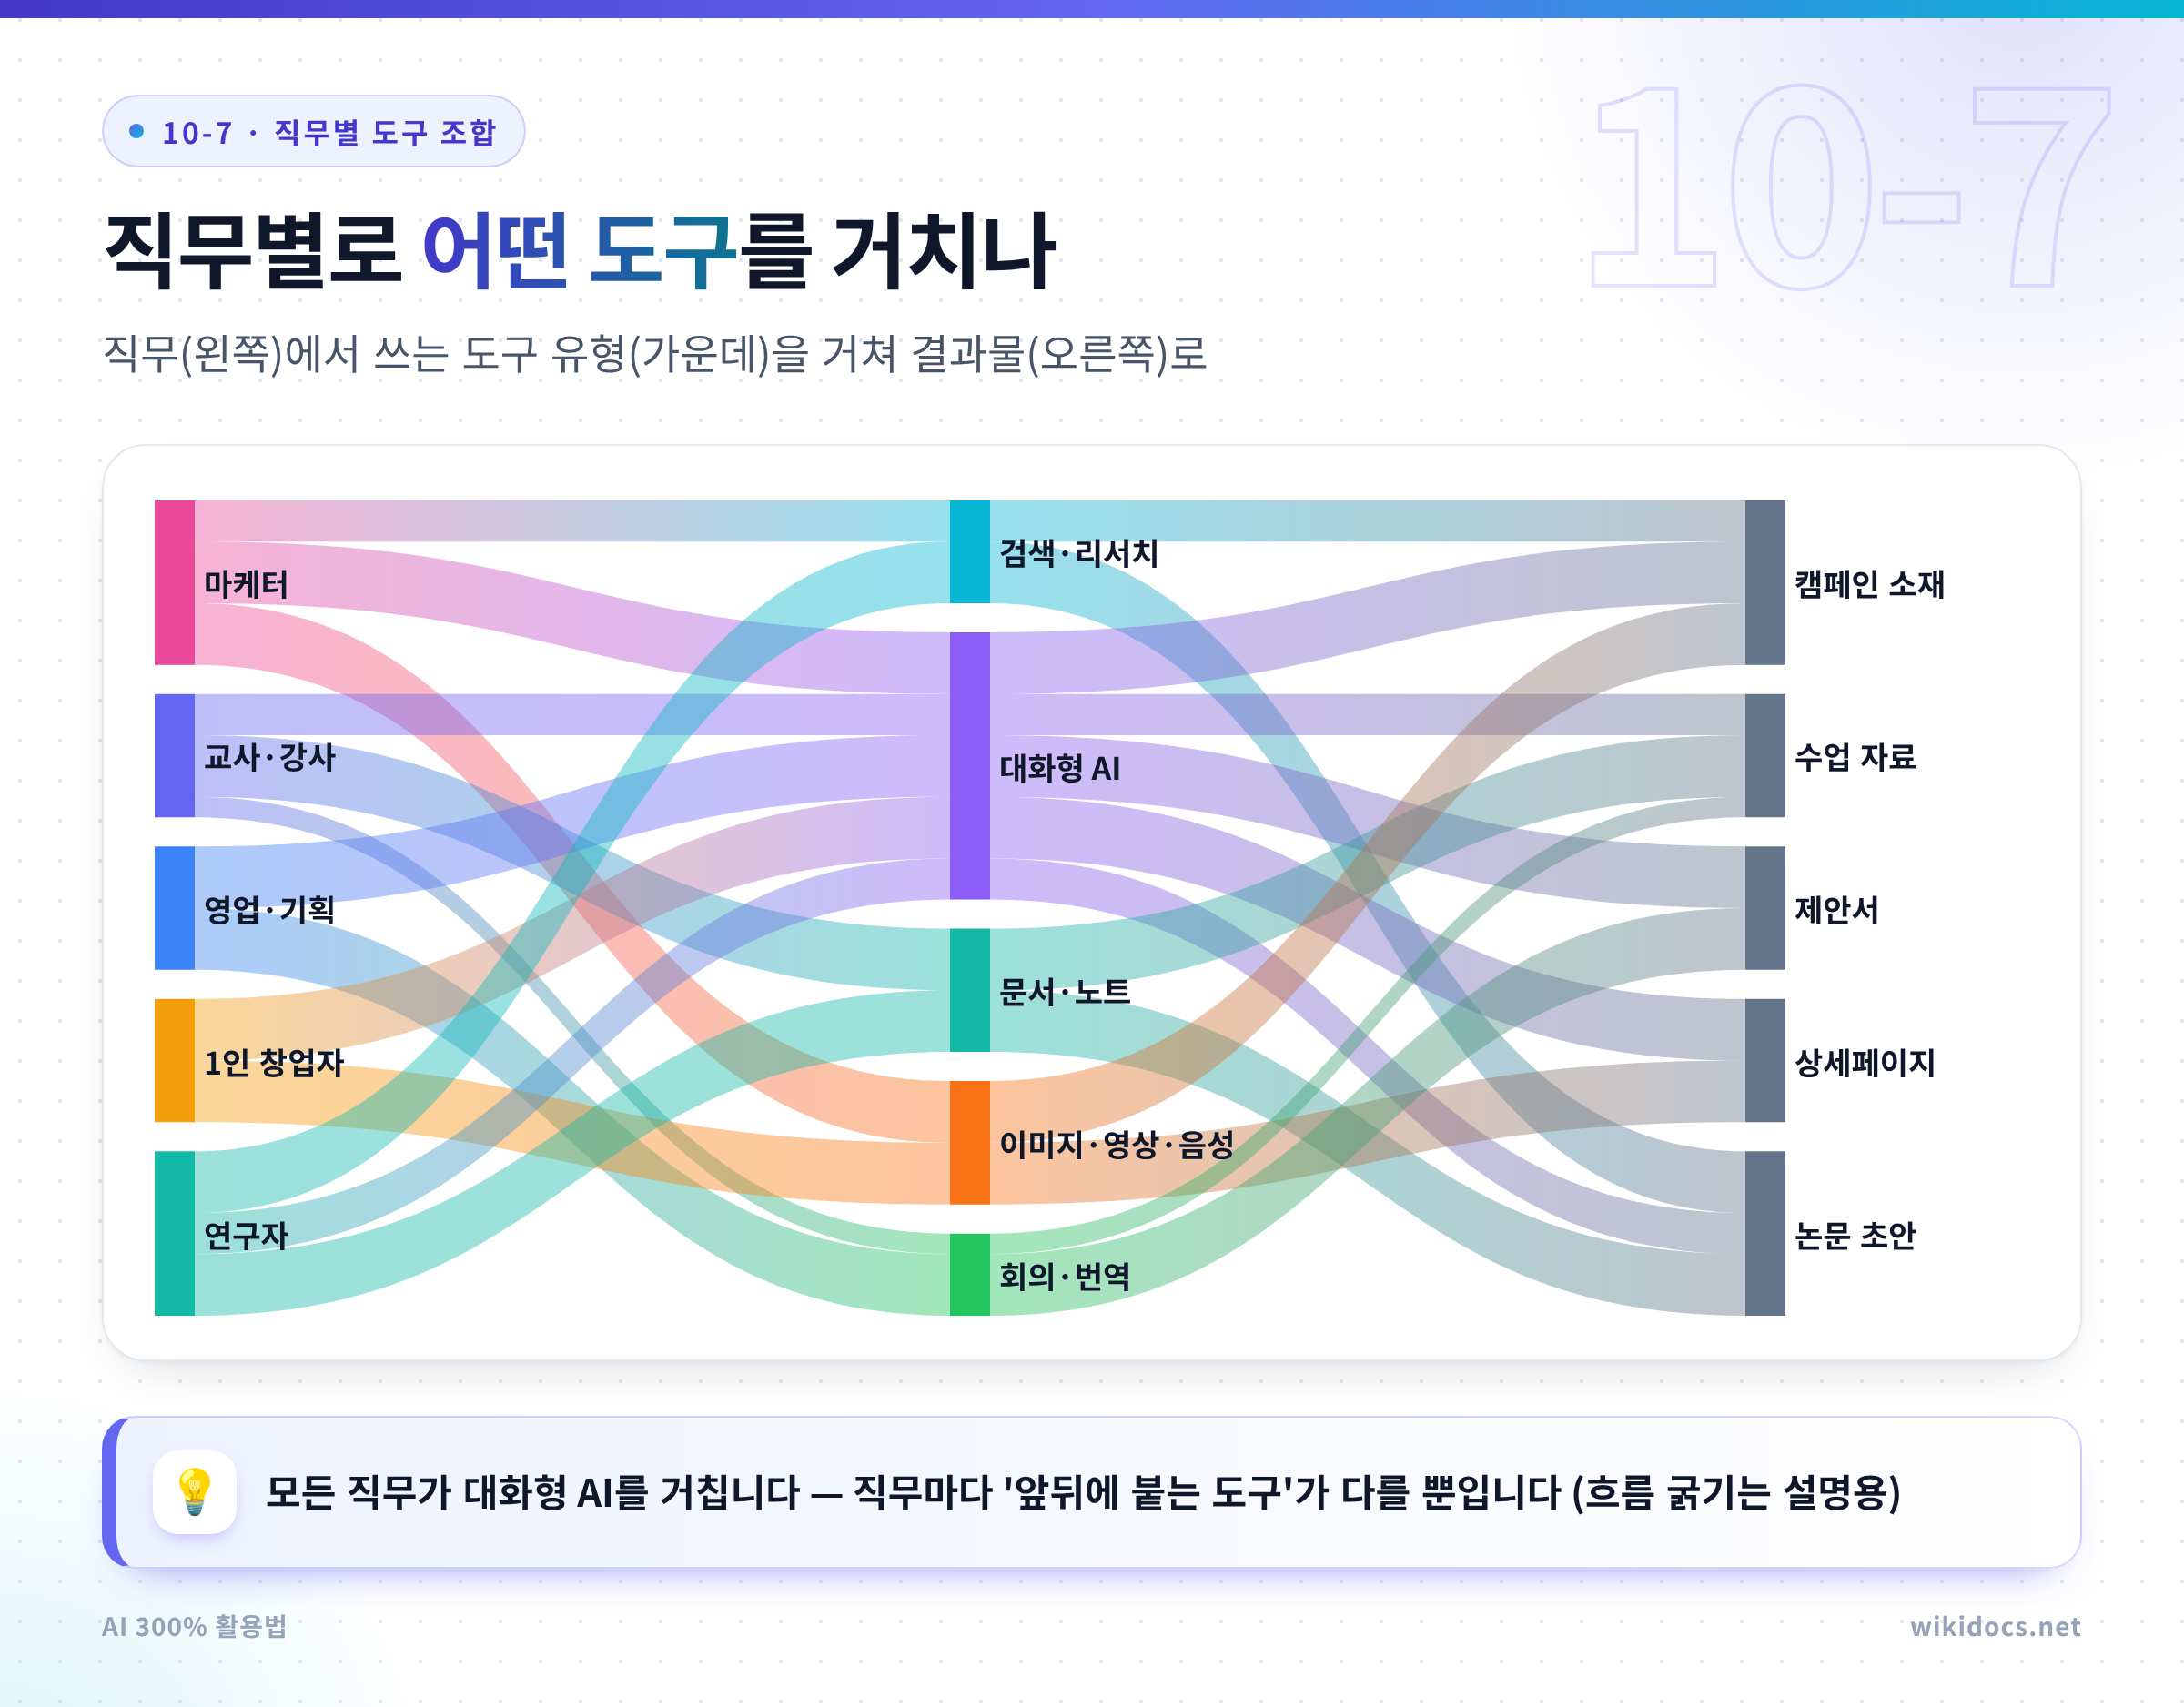 10-7 · 직무별 도구 조합
10-7
직무별로 어떤 도구를 거치나
직무(왼쪽)에서 쓰는 도구 유형(가운데)을 거쳐 결과물(오른쪽)로
마케터
교사·강사
영업·기획
1인 창업자
연구자
검색·리서치
대화형 AI
문서·노트
이미지·영상·음성
회의·번역
캠페인 소재
수업 자료
제안서
상세페이지
논문 초안
모든 직무가 대화형 AI를 거칩니다 — 직무마다 '앞뒤에 붙는 도구'가 다를 뿐입니다 (흐름 굵기는 설명용)
AI 300% 활용법
wikidocs.net